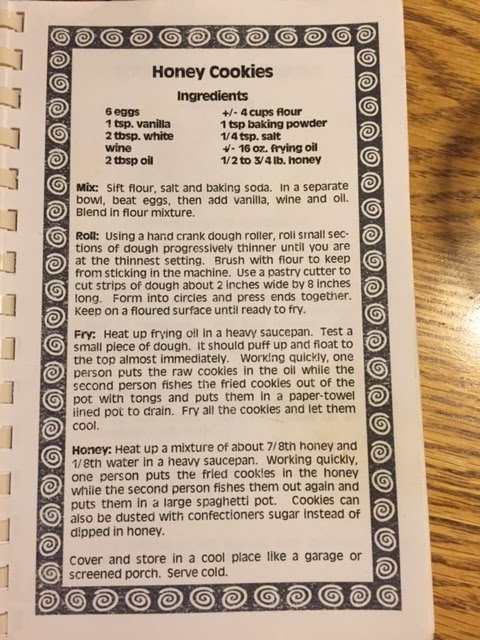 Honey Cookies
Ingredients
6 eggs
1 tsp. vanilla
2 tbsp. white
wine
2 tbsp oil
+/- 4 cups flour
1 tsp baking powder
1/4 tsp. salt
+/- 16 oz. frying oil
1/2 to 3/4 lb. honey
Mix: Sift flour, salt and baking soda. In a separate
bowl, beat eggs, then add vanilla, wine and oil.
Blend in flour mixture.
Roll: Using a hand crank dough roller, roll small sec-
tions of dough progressively thinner until you are
at the thinnest setting. Brush with flour to keep
from sticking in the machine. Use a pastry cutter to
cut strips of dough about 2 inches wide by 8 inches
long. Form into circles and press ends together.
Keep on a floured surface until ready to fry.
Fry: Heat up frying oil in a heavy saucepan. Test a
small piece of dough. It should puff up and float to
the top almost immediately. Working quickly, one
person puts the raw cookies in the oil while the
second person fishes the fried cookies out of the
pot with tongs and puts them in a paper-towel
lined pot to drain. Fry all the cookies and let them
cool.
Honey: Heat up a mixture of about 7/8th honey and
1/8th water in a heavy saucepan. Working quickly,
one person puts the fried cookies in the honey
while the second person fishes them out again and
puts them in a large spaghetti pot. Cookies can
also be dusted with confectioners sugar instead of
dipped in honey.
Cover and store in a cool place like a garage or
screened porch. Serve cold.